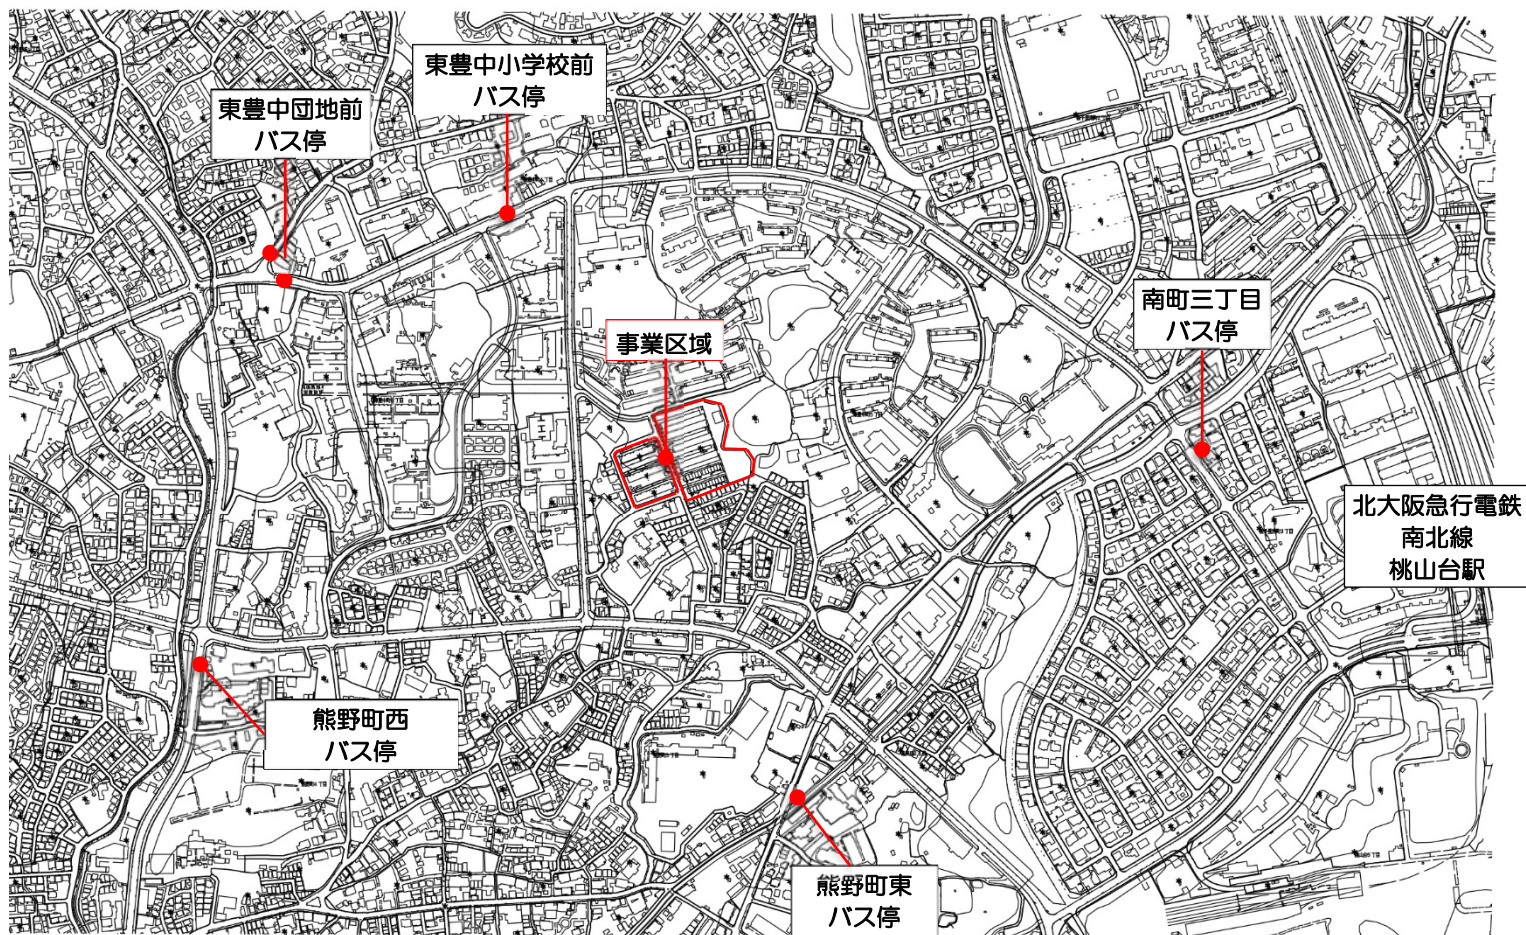 東豊中小学校前
バス停
東豊中団地前
バス停
南町三丁目
バス停
事業区域
北大阪急行電鉄
南北線
桃山台駅
熊野町西
バス停
熊野町東
バス停